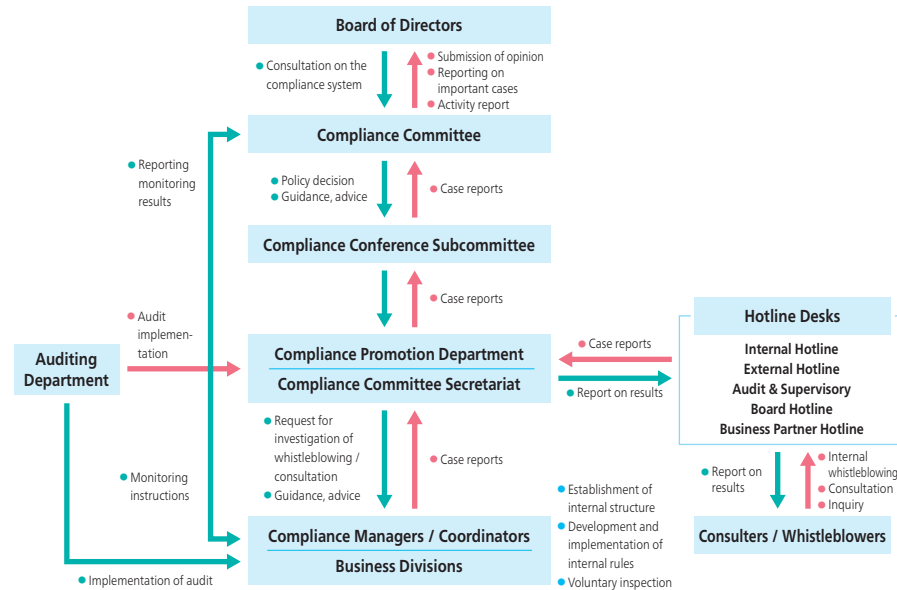 Board of Directors
● Consultation on the
compliance system
● Submission of opinion
● Reporting on
important cases
● Activity report
Compliance Committee
● Reporting
monitoring
results
● Policy decision
● Guidance, advice
● Case reports
Compliance Conference Subcommittee
● Case reports
● Audit
implemen-
tation
Auditing
Department
Compliance Promotion Department
Compliance Committee Secretariat
● Case reports
● Report on results
Hotline Desks
Internal Hotline
External Hotline
Audit & Supervisory
Board Hotline
Business Partner Hotline
● Request for
investigation of
whistleblowing /
consultation
● Guidance, advice
● Case reports
● Monitoring
instructions
● Report on
results
● Internal
whistleblowing
● Consultation
● Inquiry
● Establishment of
internal structure
● Development and
implementation of
internal rules
● Voluntary inspection
Compliance Managers / Coordinators
Business Divisions
Consulters / Whistleblowers
● Implementation of audit